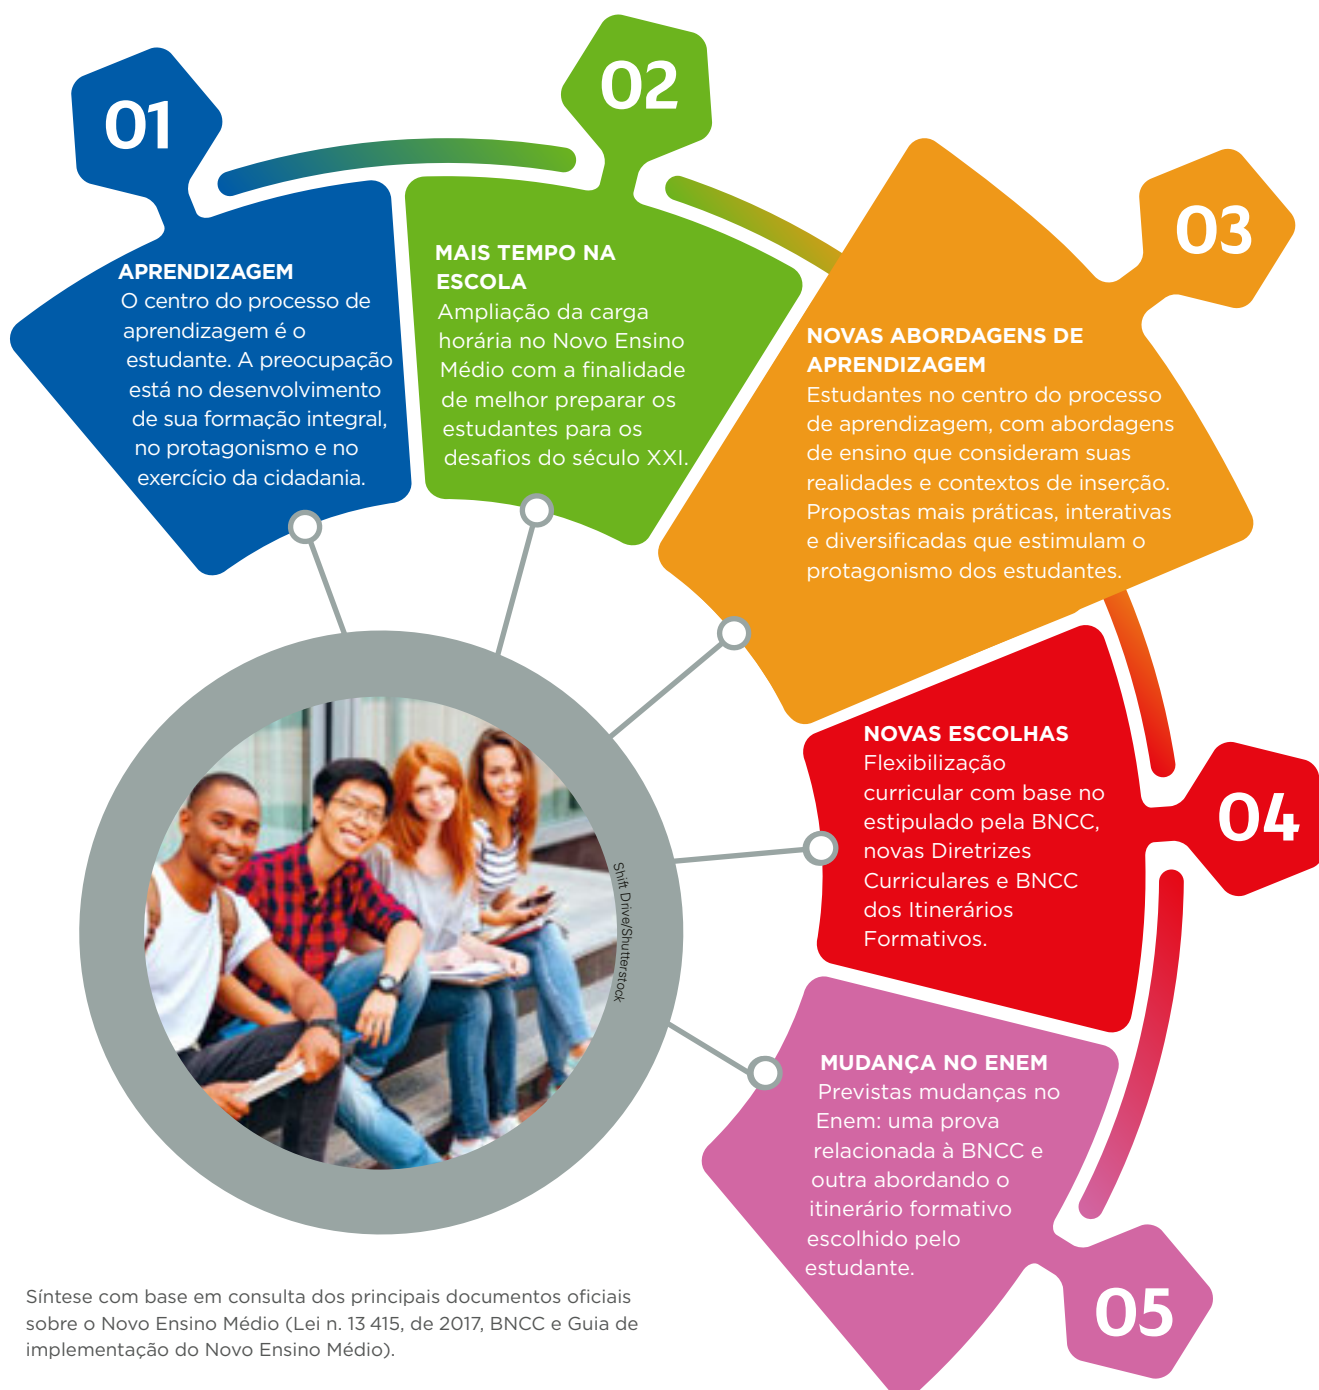 01
APRENDIZAGEM
O centro do processo de
aprendizagem é o
estudante. A preocupação
está no desenvolvimento
de sua formação integral,
no protagonismo e no
exercício da cidadania.
02
MAIS TEMPO NA
ESCOLA
Ampliação da carga
horária no Novo Ensino
Médio com a finalidade
de melhor preparar os
estudantes para os
desafios do século XXI.
03
NOVAS ABORDAGENS DE
APRENDIZAGEM
Estudantes no centro do processo
de aprendizagem, com abordagens
de ensino que consideram suas
realidades e contextos de inserção.
Propostas mais práticas, interativas
e diversificadas que estimulam o
protagonismo dos estudantes.
04
NOVAS ESCOLHAS
Flexibilização
curricular com base no
estipulado pela BNCC,
novas Diretrizes
Curriculares e BNCC
dos Itinerários
Formativos.
05
MUDANÇA NO ENEM
Previstas mudanças no
Enem: uma prova
relacionada à BNCC e
outra abordando o
itinerário formativo
escolhido pelo
estudante.
Shift Drive/Shutterstock
Síntese com base em consulta dos principais documentos oficiais
sobre o Novo Ensino Médio (Lei n. 13 415, de 2017, BNCC e Guia de
implementação do Novo Ensino Médio).